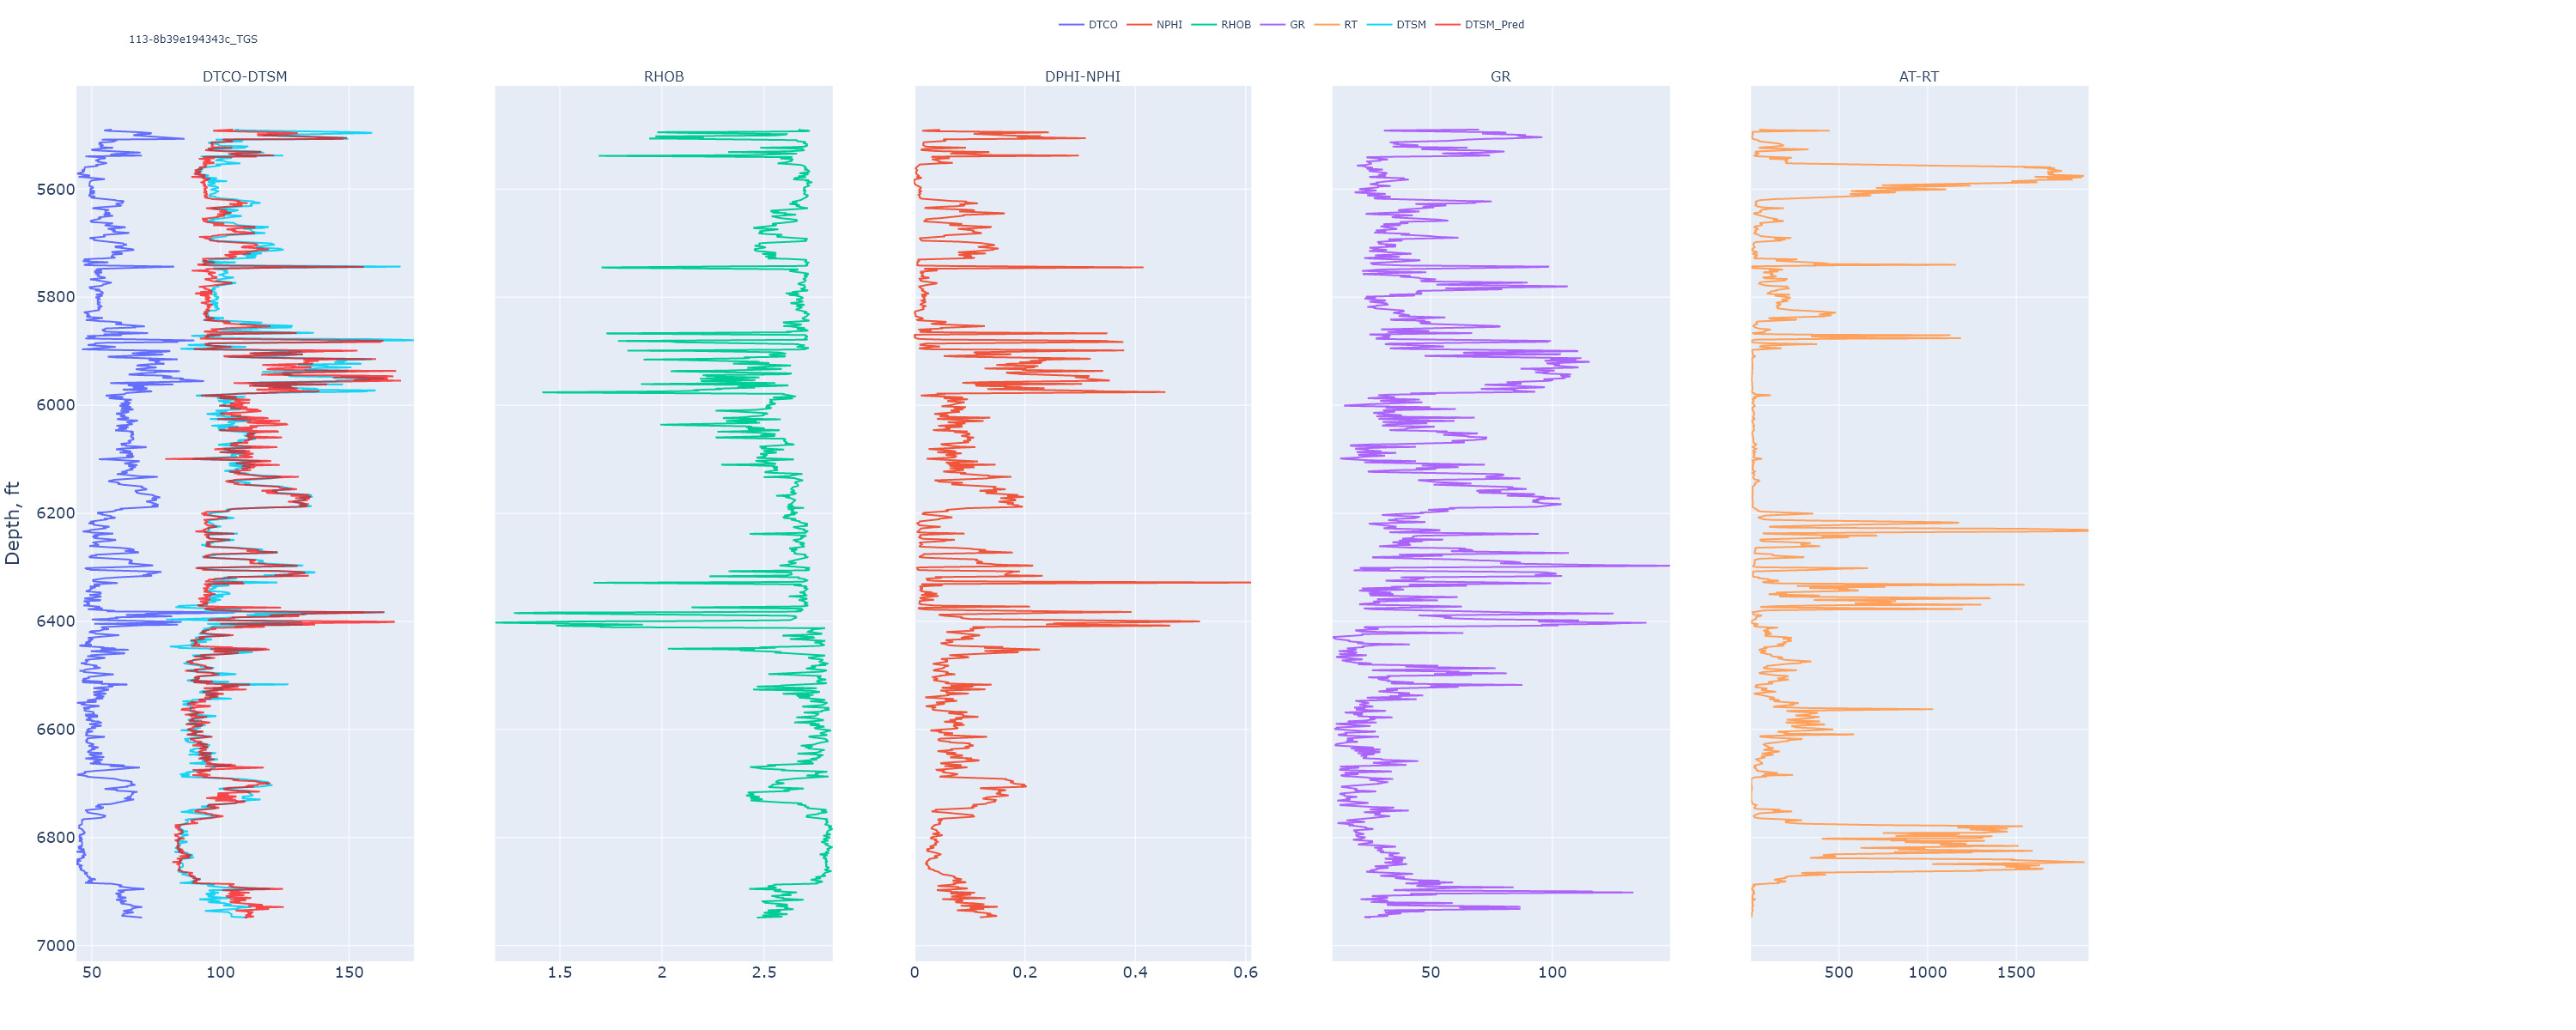 DTCO NPHI RHOB GR RT DTSM DTSM_Pred
113-8b39e194343c_TGS
DTCO-DTSM RHOB DPHI-NPHI GR AT-RT
Depth, ft
5600
5800
6000
6200
6400
6600
6800
7000
50 100 150 1.5 2 2.5 0 0.2 0.4 0.6 50 100 500 1000 1500